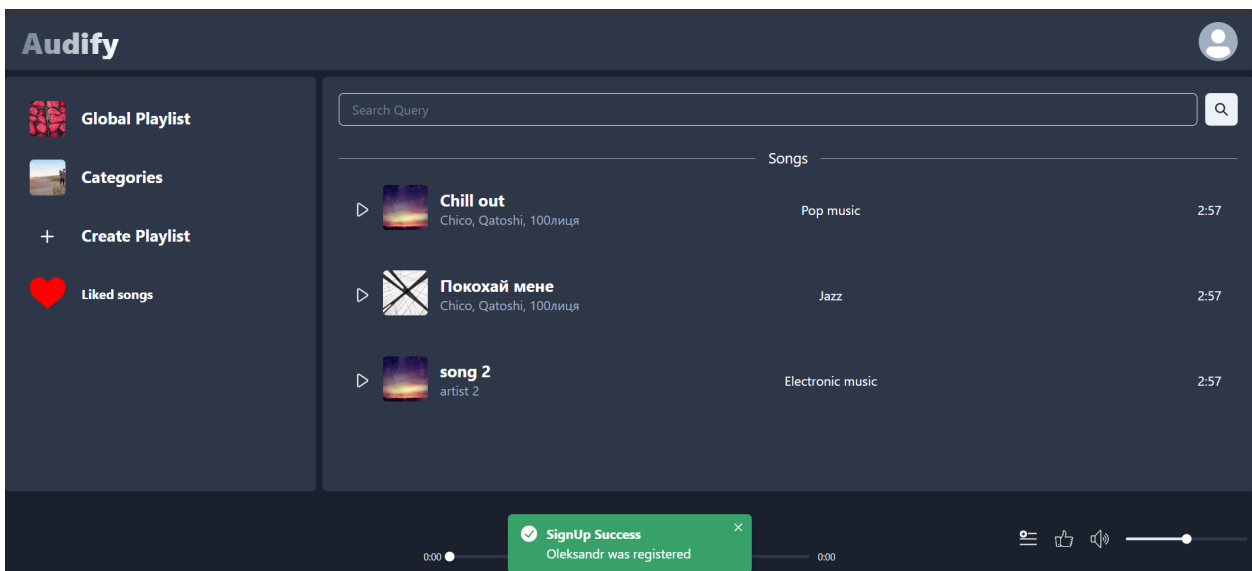 Audify
Global Playlist
Categories
+ Create Playlist
Liked songs
Search Query
Songs
Chill out
Chico, Qatoshi, 100лиця
Pop music
2:57
Покохай мене
Chico, Qatoshi, 100лиця
Jazz
2:57
song 2
artist 2
Electronic music
2:57
SignUp Success
Oleksandr was registered
0:00
0:00